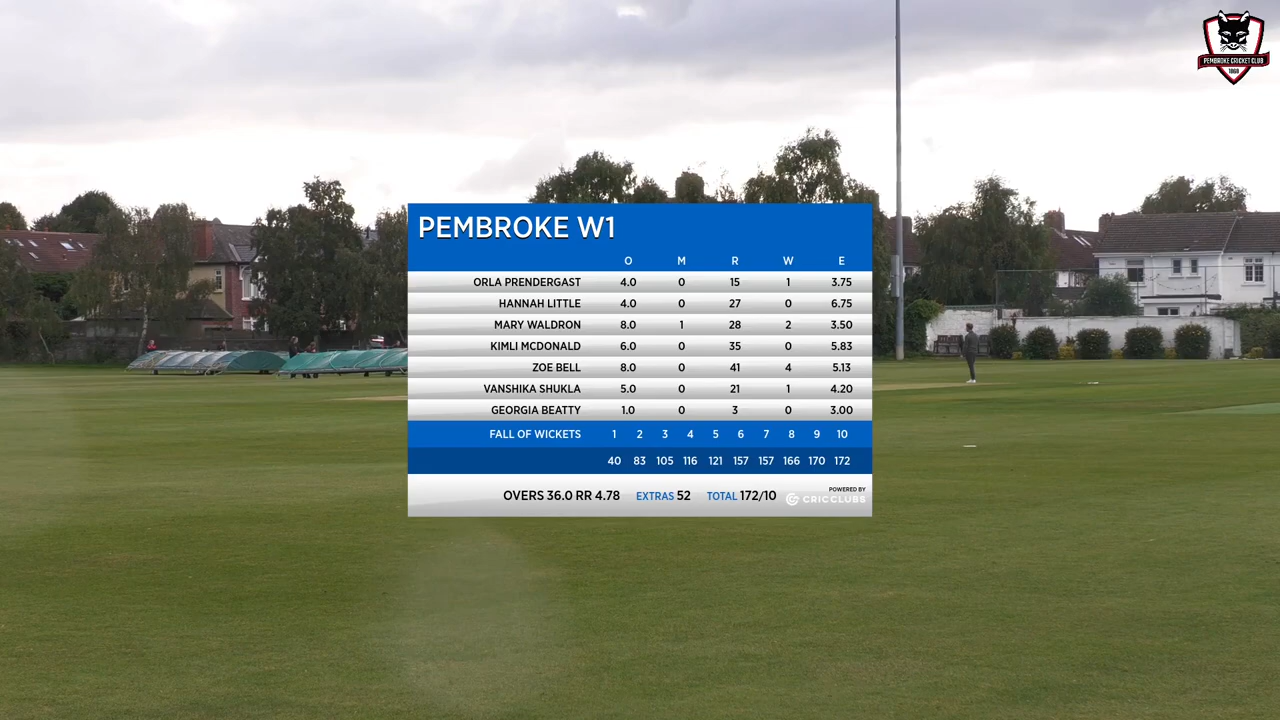 PEMBROKE CRICKET CLUB
1868
PEMBROKE W1
O M R W E
ORLA PRENDERGAST 4.0 0 15 1 3.75
HANNAH LITTLE 4.0 0 27 0 6.75
MARY WALDRON 8.0 1 28 2 3.50
KIMLI MCDONALD 6.0 0 35 0 5.83
ZOE BELL 8.0 0 41 4 5.13
VANSHIKA SHUKLA 5.0 0 21 1 4.20
GEORGIA BEATTY 1.0 0 3 0 3.00
FALL OF WICKETS 1 2 3 4 5 6 7 8 9 10
40 83 105 116 121 157 157 166 170 172
OVERS 36.0 RR 4.78 EXTRAS 52 TOTAL 172/10
POWERED BY
CRICCLUBS